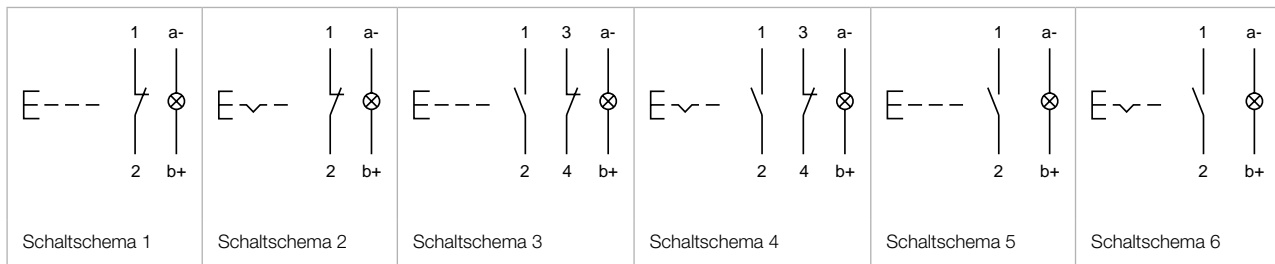 1 a- 1 a- 1 3 a- 1 3 a- 1 a- 1 a-
2 b+ 2 b+ 2 4 b+ 2 4 b+ 2 b+ 2 b+
Schaltschema 1 Schaltschema 2 Schaltschema 3 Schaltschema 4 Schaltschema 5 Schaltschema 6